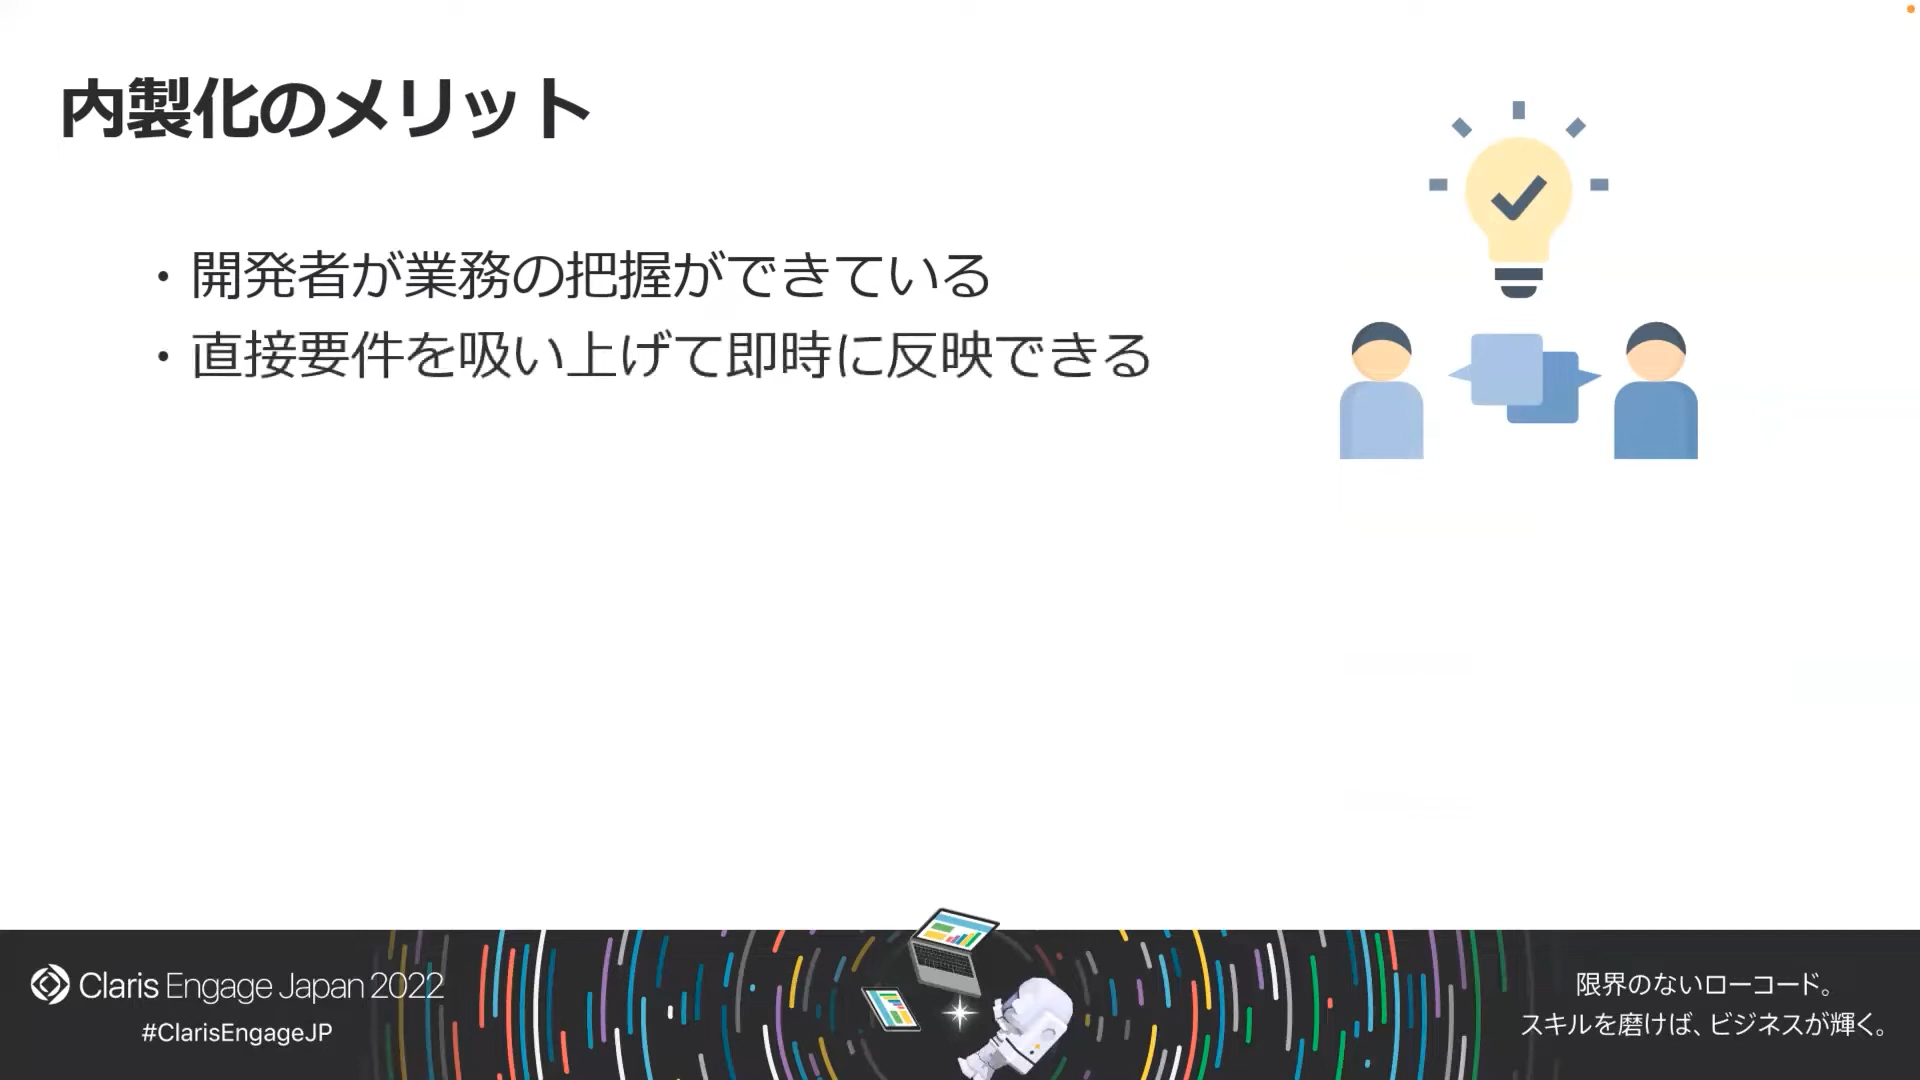 内製化のメリット
・開発者が業務の把握ができている
・直接要件を吸い上げて即時に反映できる
Claris Engage Japan 2022
#ClarisEngageJP
限界のないローコード。
スキルを磨けば、ビジネスが輝く。